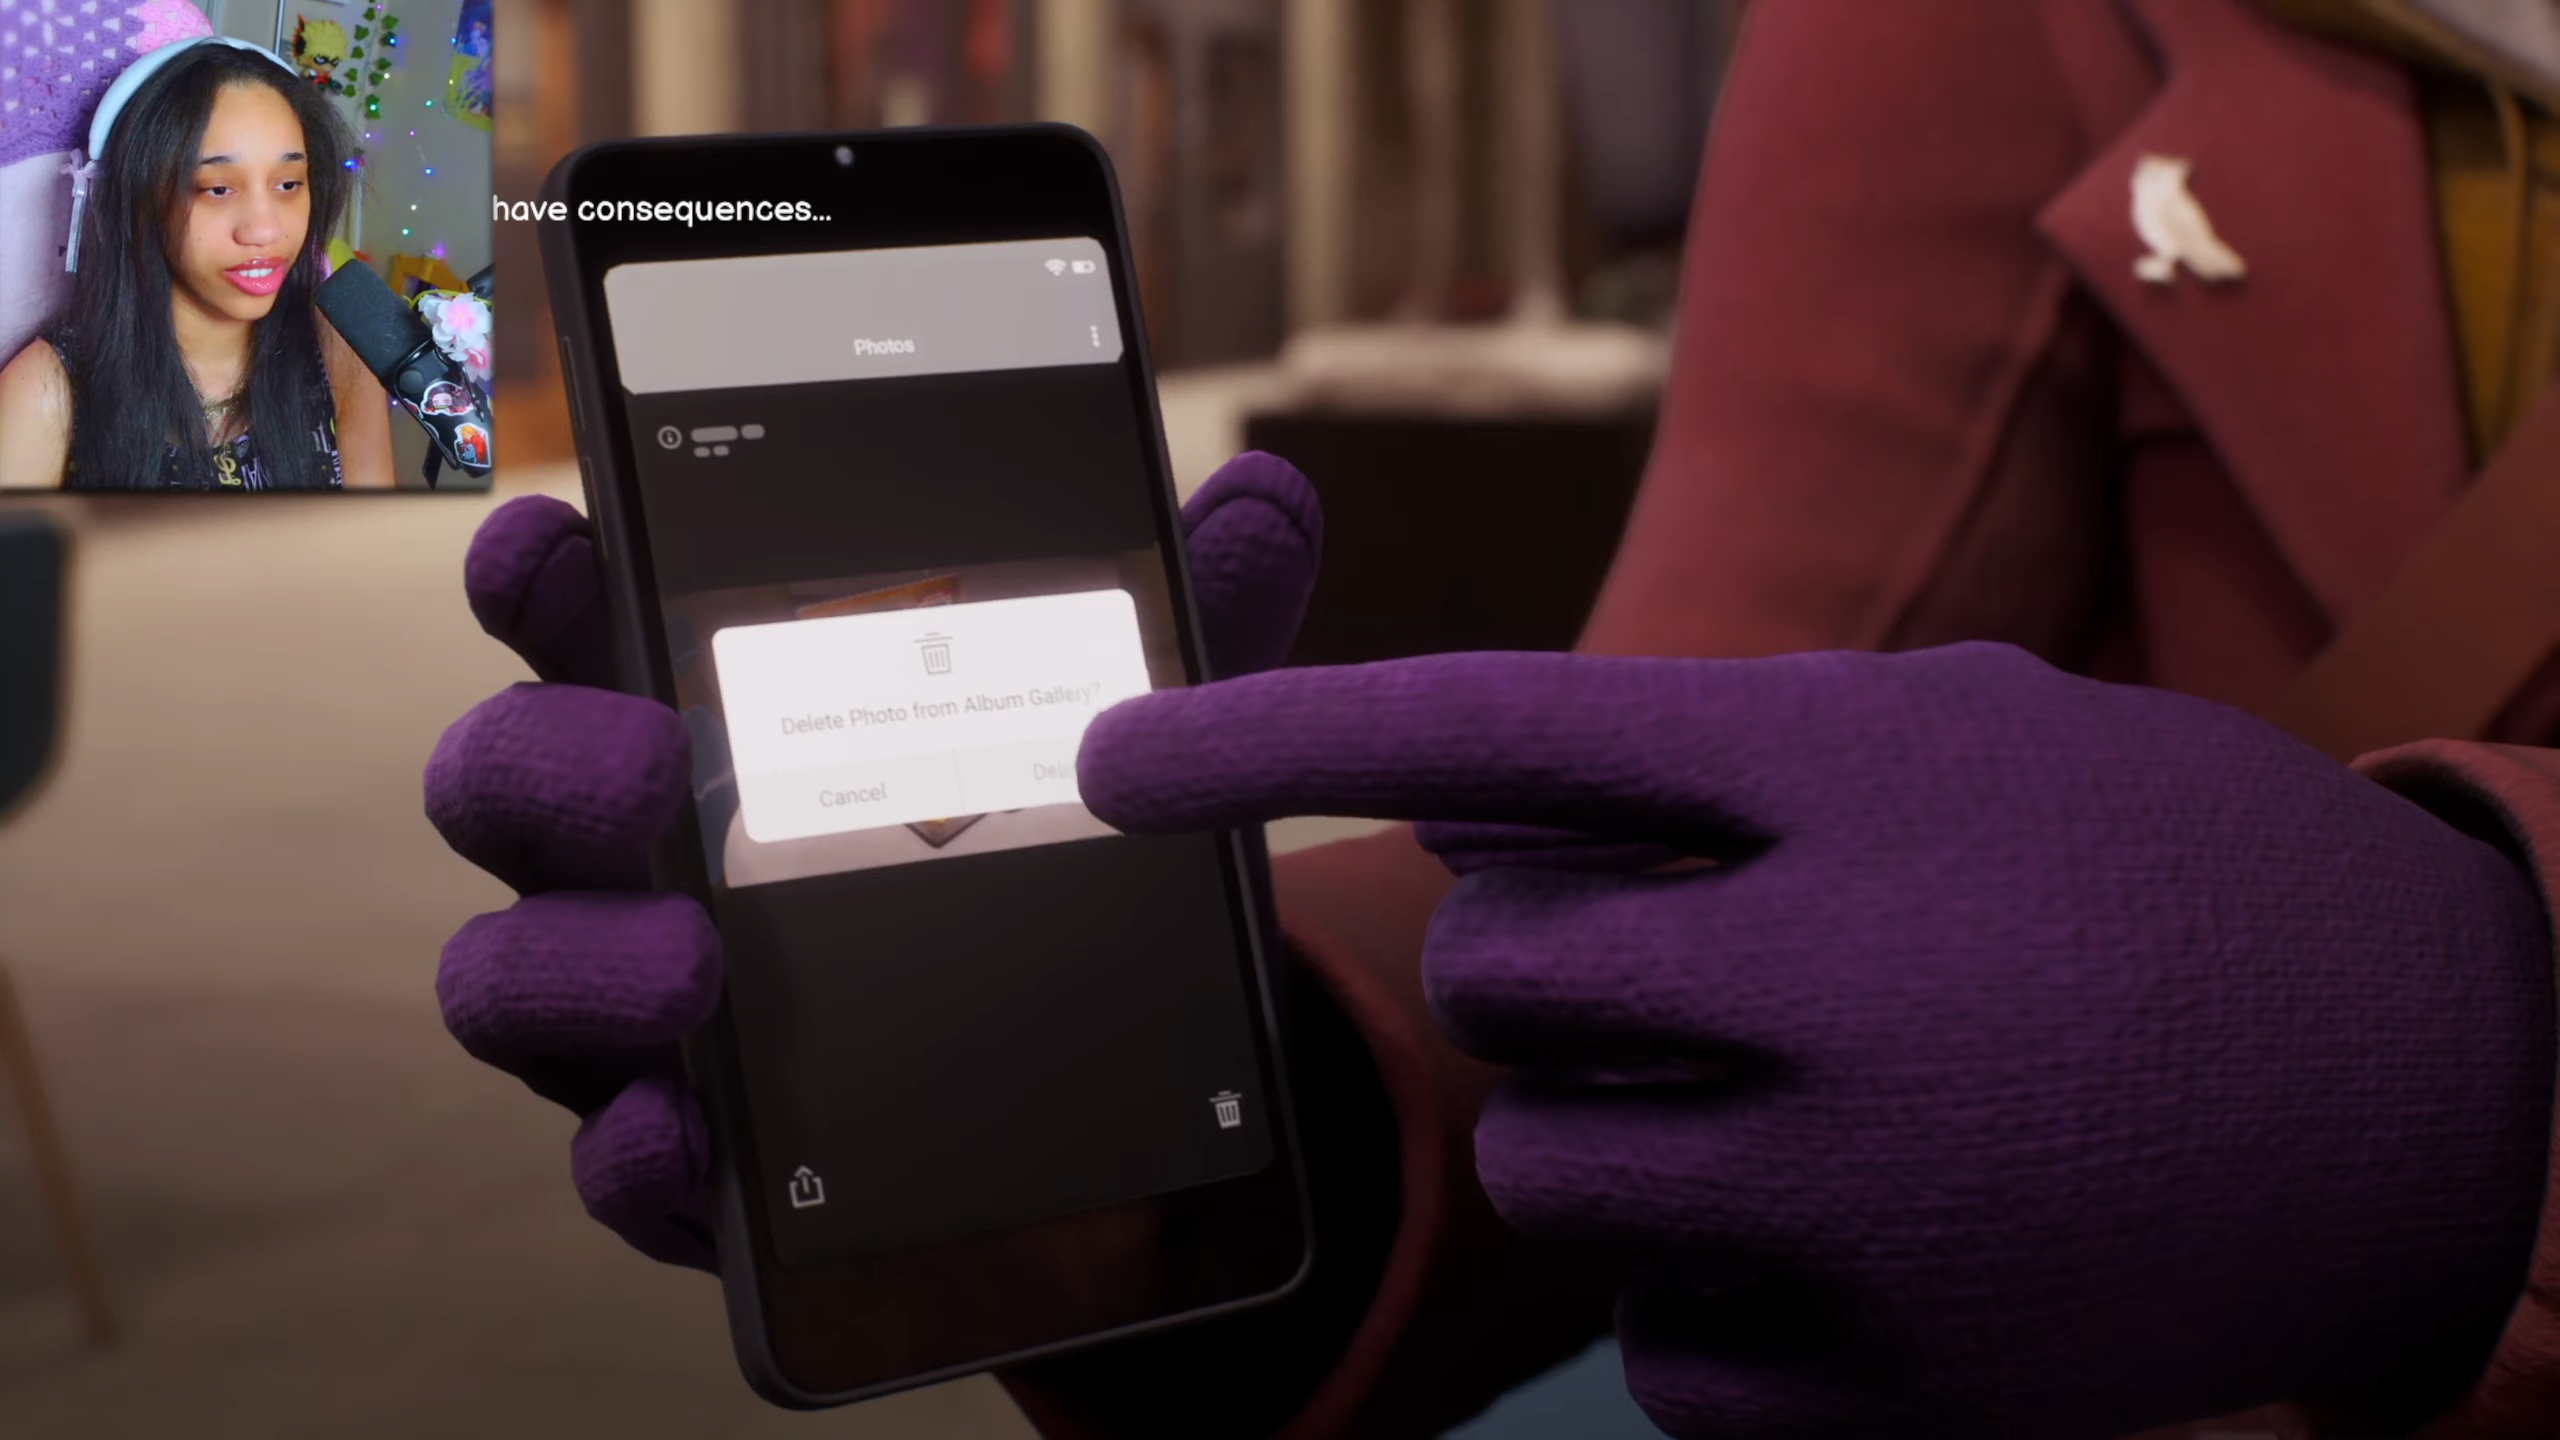 have consequences...
Photos
Delete Photo from Album Gallery?
Cancel